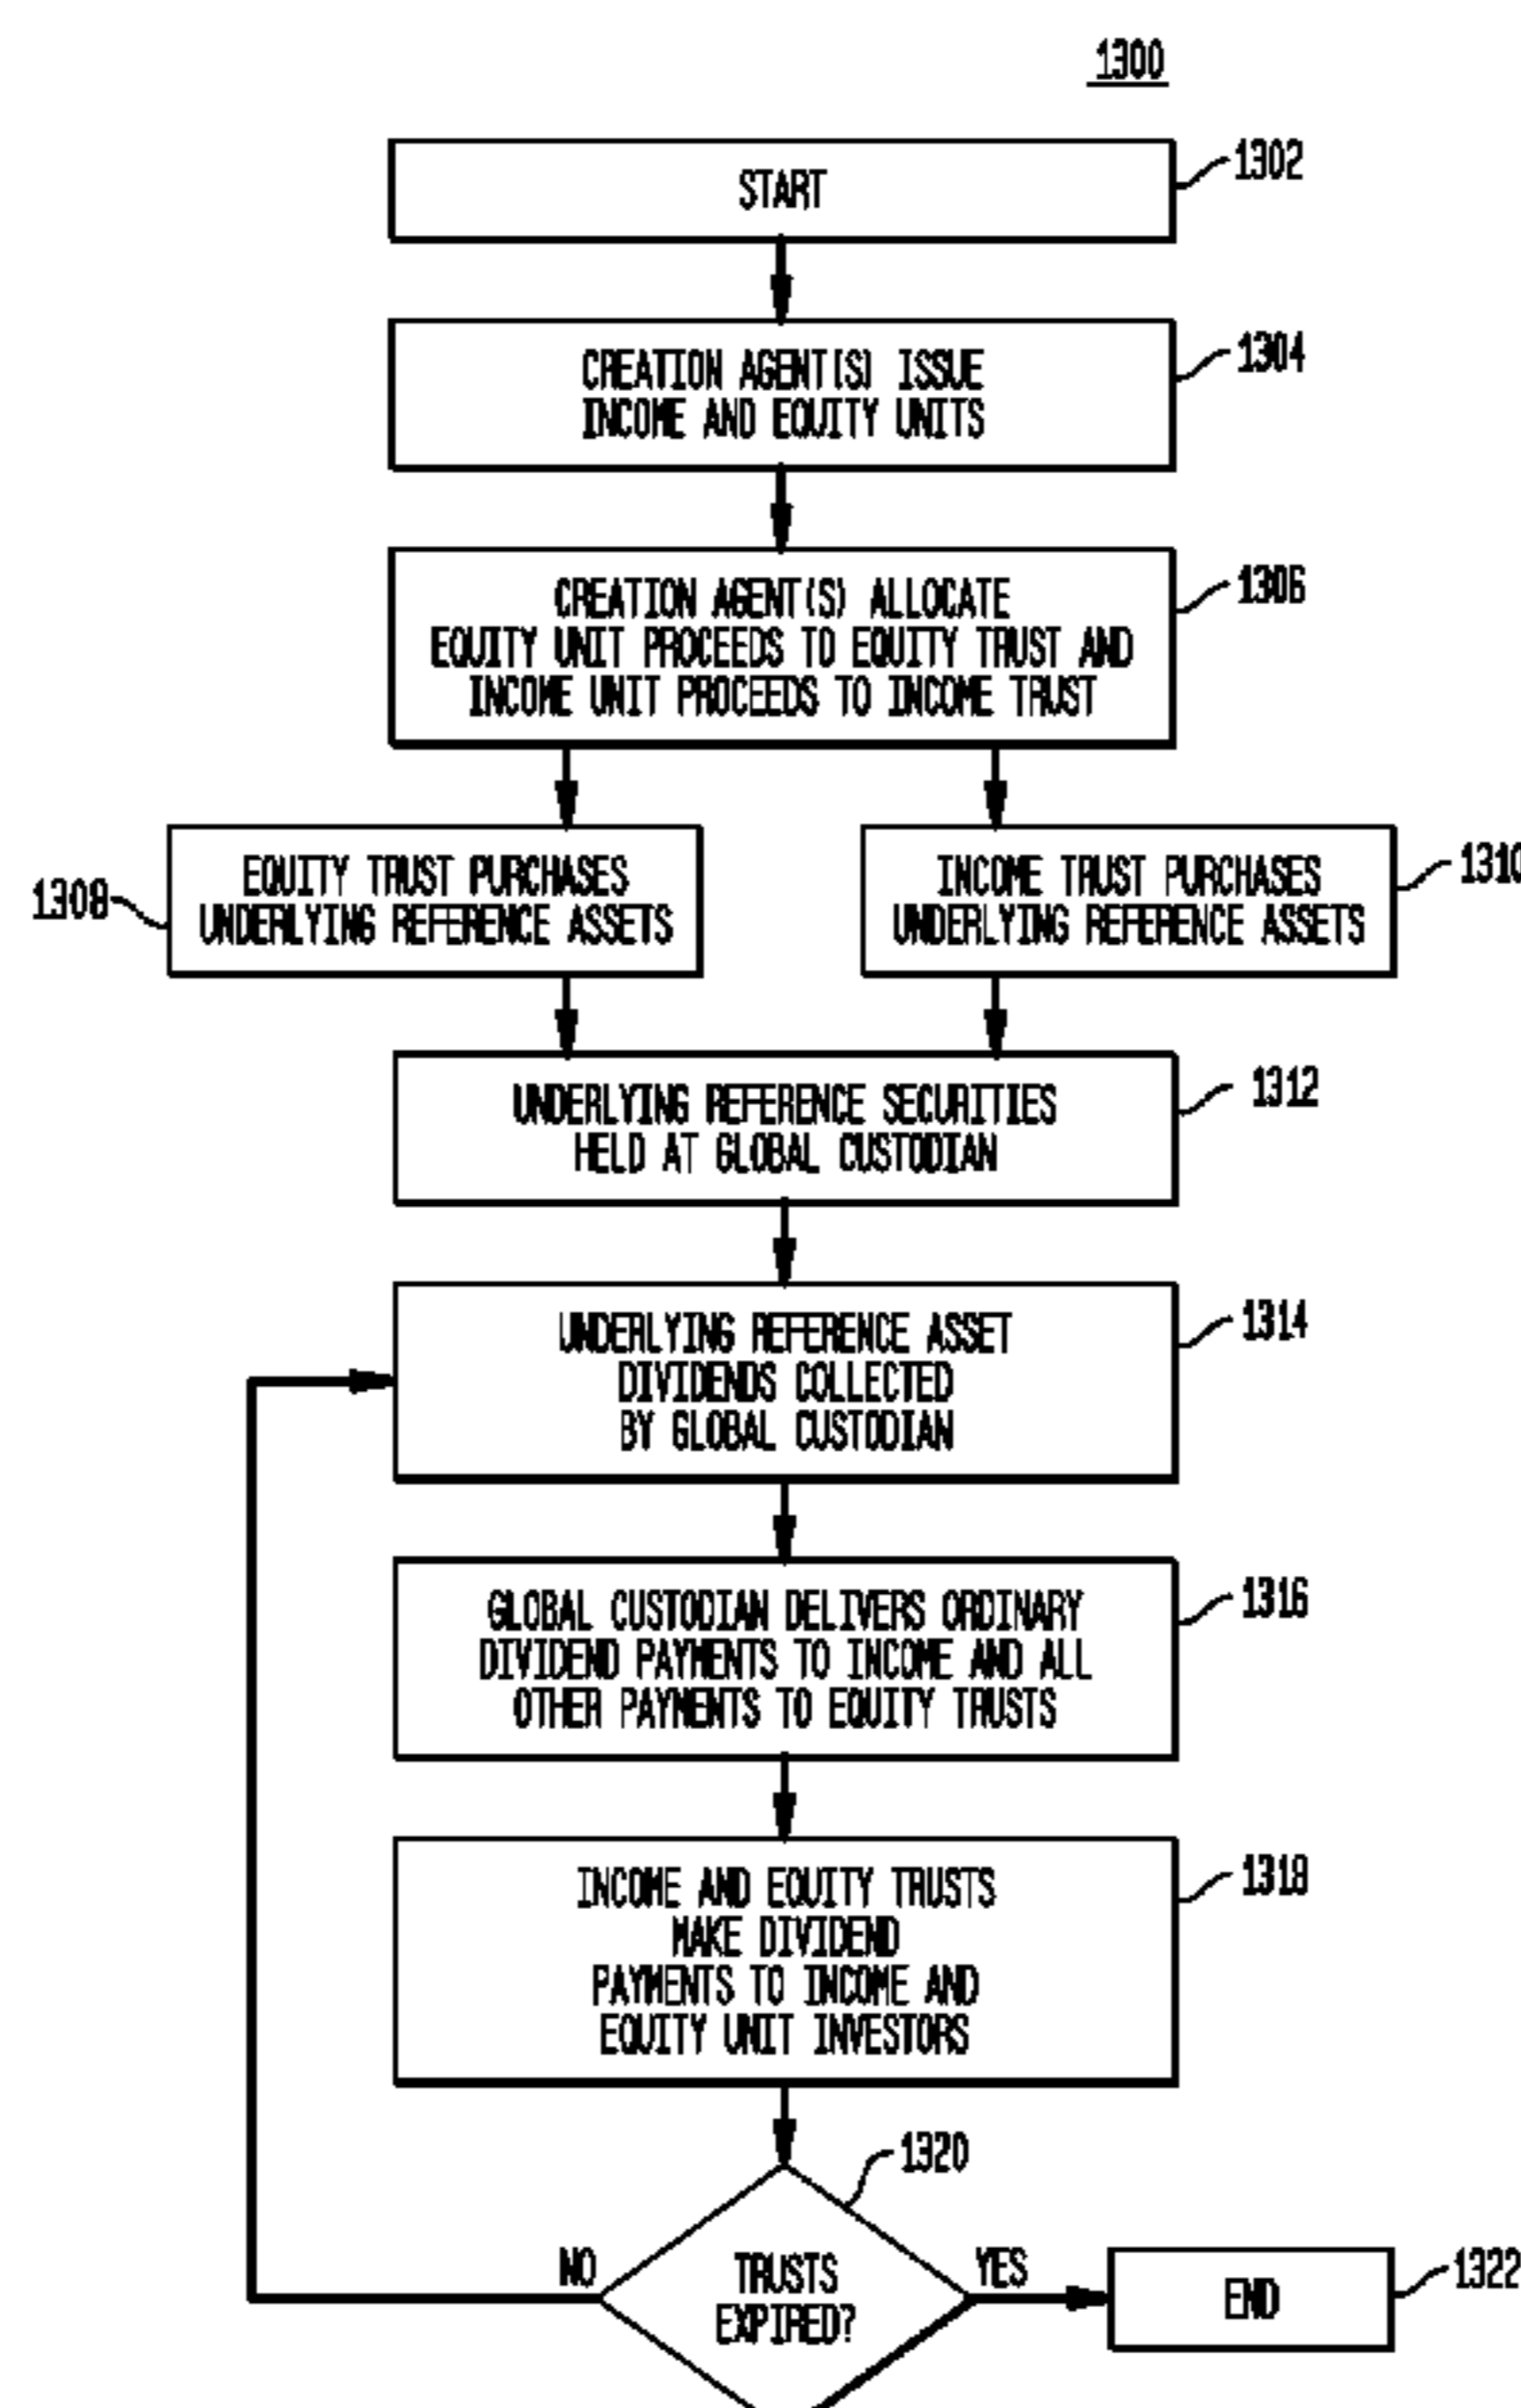 1300
START
1302
CREATION AGENT(S) ISSUE
INCOME AND EQUITY UNITS
1304
CREATION AGENT(S) ALLOCATE
EQUITY UNIT PROCEEDS TO EQUITY TRUST AND
INCOME UNIT PROCEEDS TO INCOME TRUST
1306
1308
EQUITY TRUST PURCHASES
UNDERLYING REFERENCE ASSETS
INCOME TRUST PURCHASES
UNDERLYING REFERENCE ASSETS
1310
UNDERLYING REFERENCE SECURITIES
HELD AT GLOBAL CUSTODIAN
1312
UNDERLYING REFERENCE ASSET
DIVIDENDS COLLECTED
BY GLOBAL CUSTODIAN
1314
GLOBAL CUSTODIAN DELIVERS ORDINARY
DIVIDEND PAYMENTS TO INCOME AND ALL
OTHER PAYMENTS TO EQUITY TRUSTS
1316
INCOME AND EQUITY TRUSTS
MAKE DIVIDEND
PAYMENTS TO INCOME AND
EQUITY UNIT INVESTORS
1318
1320
NO
TRUSTS
EXPIRED?
YES
END
1322